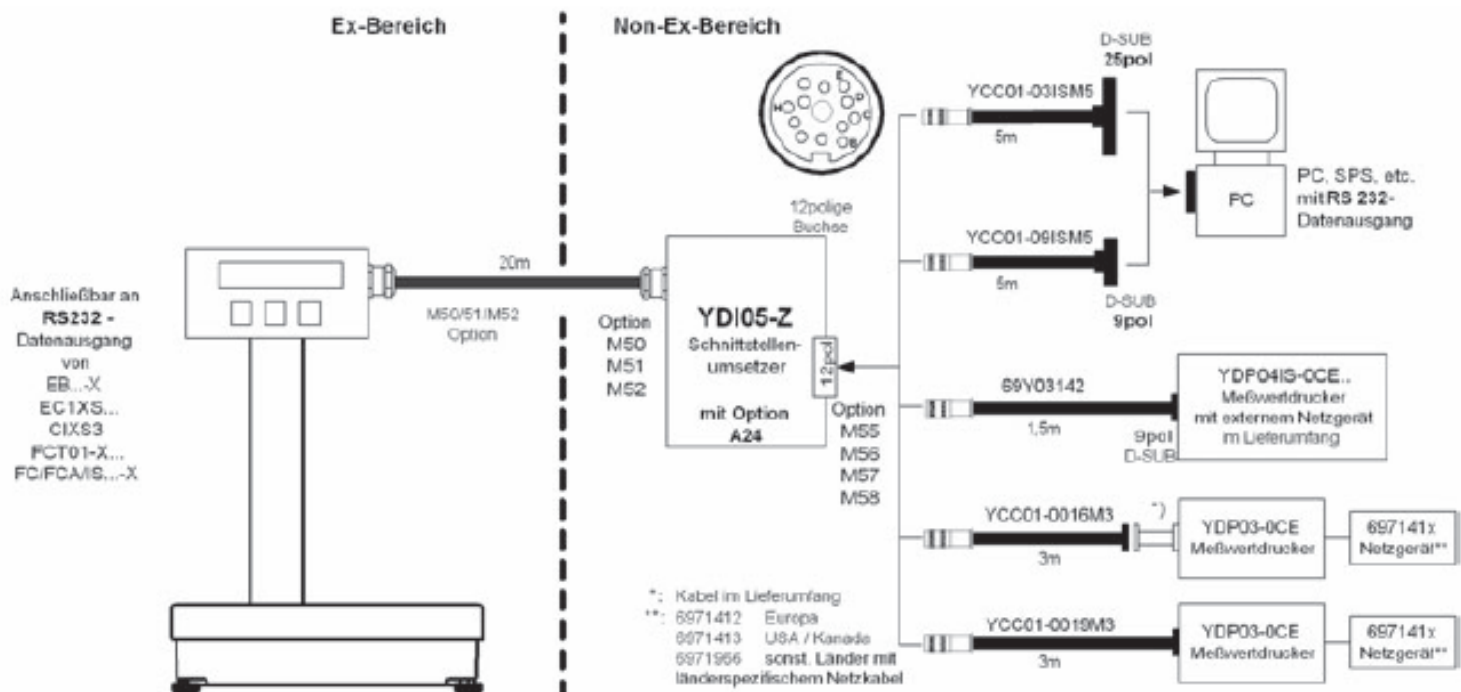 Ex-Bereich
Non-Ex-Bereich
Anschließbar an
RS232 -
Datenausgang
von
EB...-X
EC1XS...
CIXS3
FCT01-X...
FC/FCA/IS...-X
20m
M50/51/M52
Option
Option
M50
M51
M52
12polige
Buchse
YDI05-Z
Schnittstellen-
umsetzer
mit Option
A24
12pol
Option
M55
M56
M57
M58
D-SUB
25pol
YCC01-03ISM5
5m
YCC01-09ISM5
5m
D-SUB
9pol
PC
PC, SPS, etc.
mit RS 232-
Datenausgang
69Y03142
1,5m
9pol
D-SUB
YDP04IS-0CE..
Meßwertdrucker
mit externem Netzgerät
im Lieferumfang
YCC01-0016M3
3m
*)
YDP03-0CE
Meßwertdrucker
697141x
Netzgerät**
YCC01-0019M3
3m
YDP03-0CE
Meßwertdrucker
697141x
Netzgerät**
*: Kabel im Lieferumfang
**: 6971412 Europa
6971413 USA / Kanada
6971966 sonst. Länder mit
länderspezifischem Netzkabel